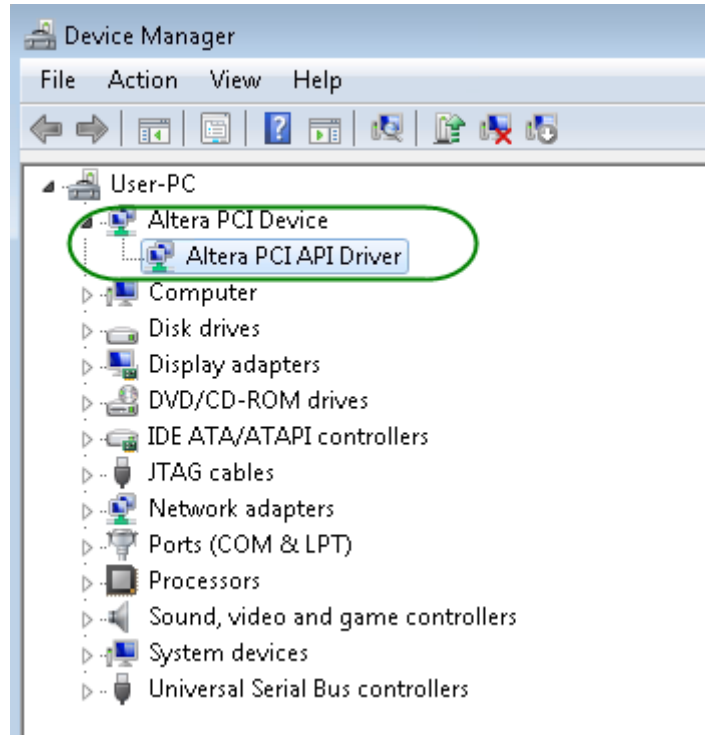 Device Manager
File Action View Help
User-PC
Altera PCI Device
Altera PCI API Driver
Computer
Disk drives
Display adapters
DVD/CD-ROM drives
IDE ATA/ATAPI controllers
JTAG cables
Network adapters
Ports (COM & LPT)
Processors
Sound, video and game controllers
System devices
Universal Serial Bus controllers